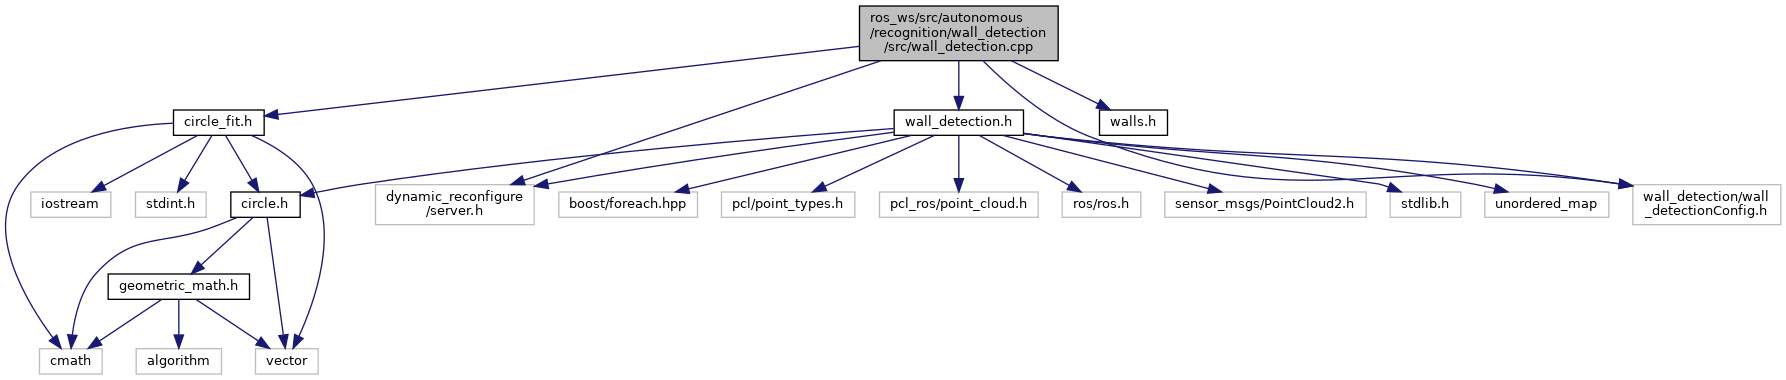 ros_ws/src/autonomous
/recognition/wall_detection
/src/wall_detection.cpp
circle_fit.h
wall_detection.h
walls.h
iostream
stdint.h
circle.h
dynamic_reconfigure
/server.h
boost/foreach.hpp
pcl/point_types.h
pcl_ros/point_cloud.h
ros/ros.h
sensor_msgs/PointCloud2.h
stdlib.h
unordered_map
wall_detection/wall
_detectionConfig.h
geometric_math.h
cmath
algorithm
vector